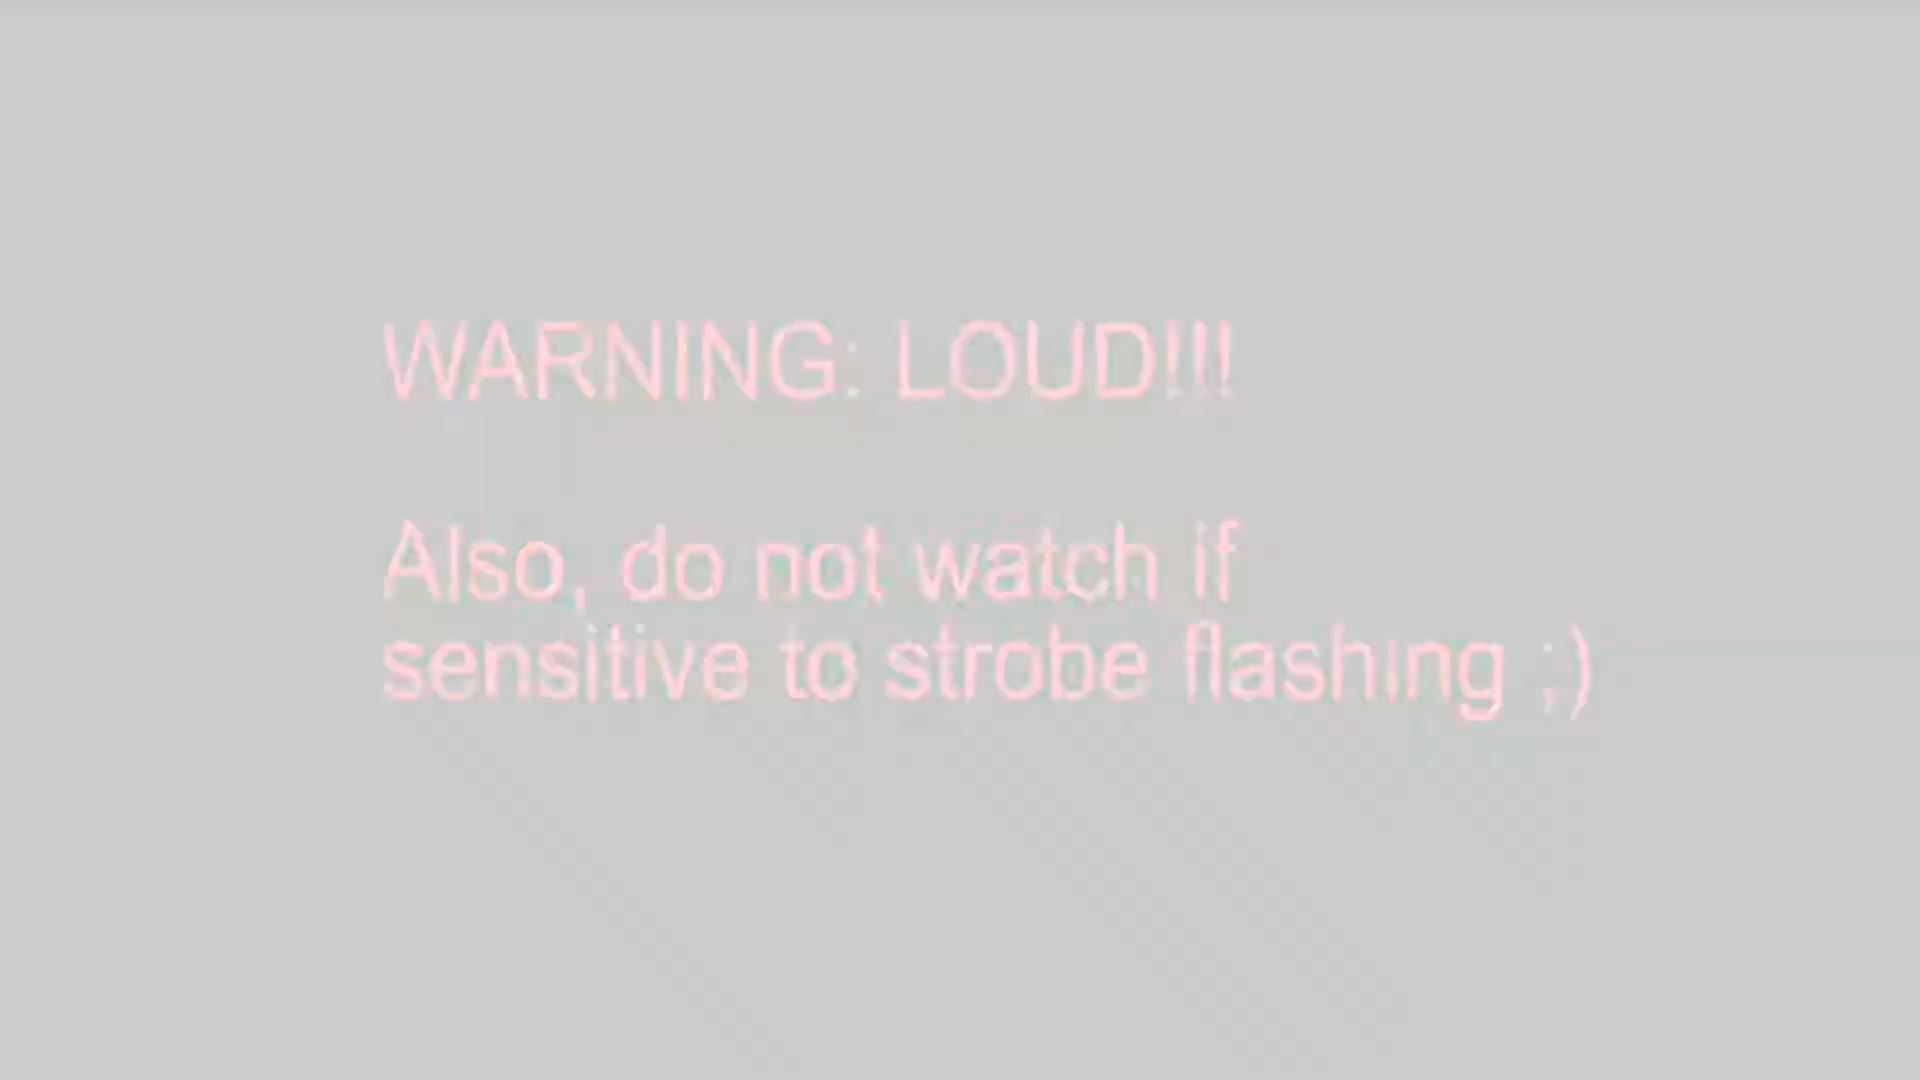 WARNING: LOUD!!!
Also, do not watch if
sensitive to strobe flashing ;)